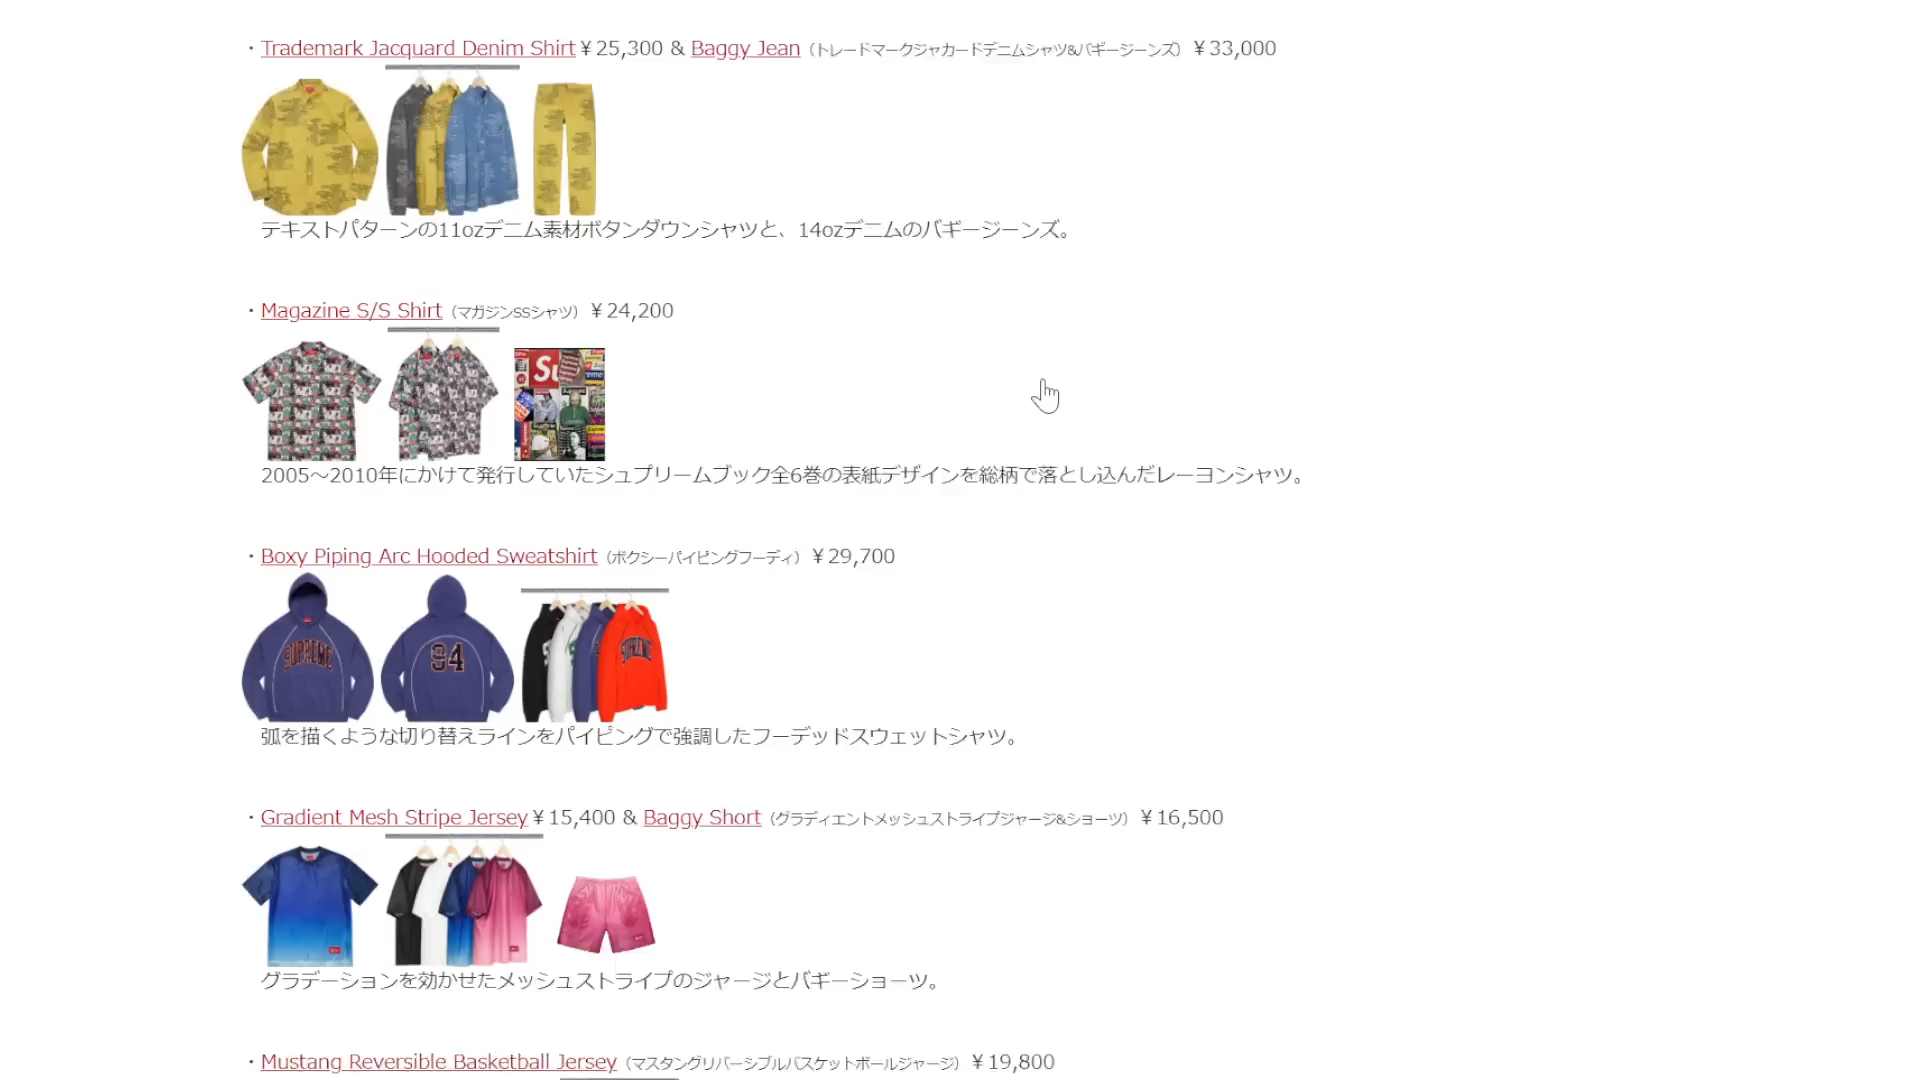 ・Trademark Jacquard Denim Shirt￥25,300 & Baggy Jean（トレードマークジャカードデニムシャツ&バギージーンズ）￥33,000
テキストパターンの11ozデニム素材ボタンダウンシャツと、14ozデニムのバギージーンズ。
・Magazine S/S Shirt（マガジンSSシャツ）￥24,200
2005～2010年にかけて発行していたシュプリームブック全6巻の表紙デザインを総柄で落とし込んだレーヨンシャツ。
・Boxy Piping Arc Hooded Sweatshirt（ボクシーパイピングフーディ）￥29,700
SUPREME
94
SUPREME
弧を描くような切り替えラインをパイピングで強調したフーデッドスウェットシャツ。
・Gradient Mesh Stripe Jersey￥15,400 & Baggy Short（グラディエントメッシュストライプジャージ&ショーツ）￥16,500
グラデーションを効かせたメッシュストライプのジャージとバギーショーツ。
・Mustang Reversible Basketball Jersey（マスタングリバーシブルバスケットボールジャージ）￥19,800